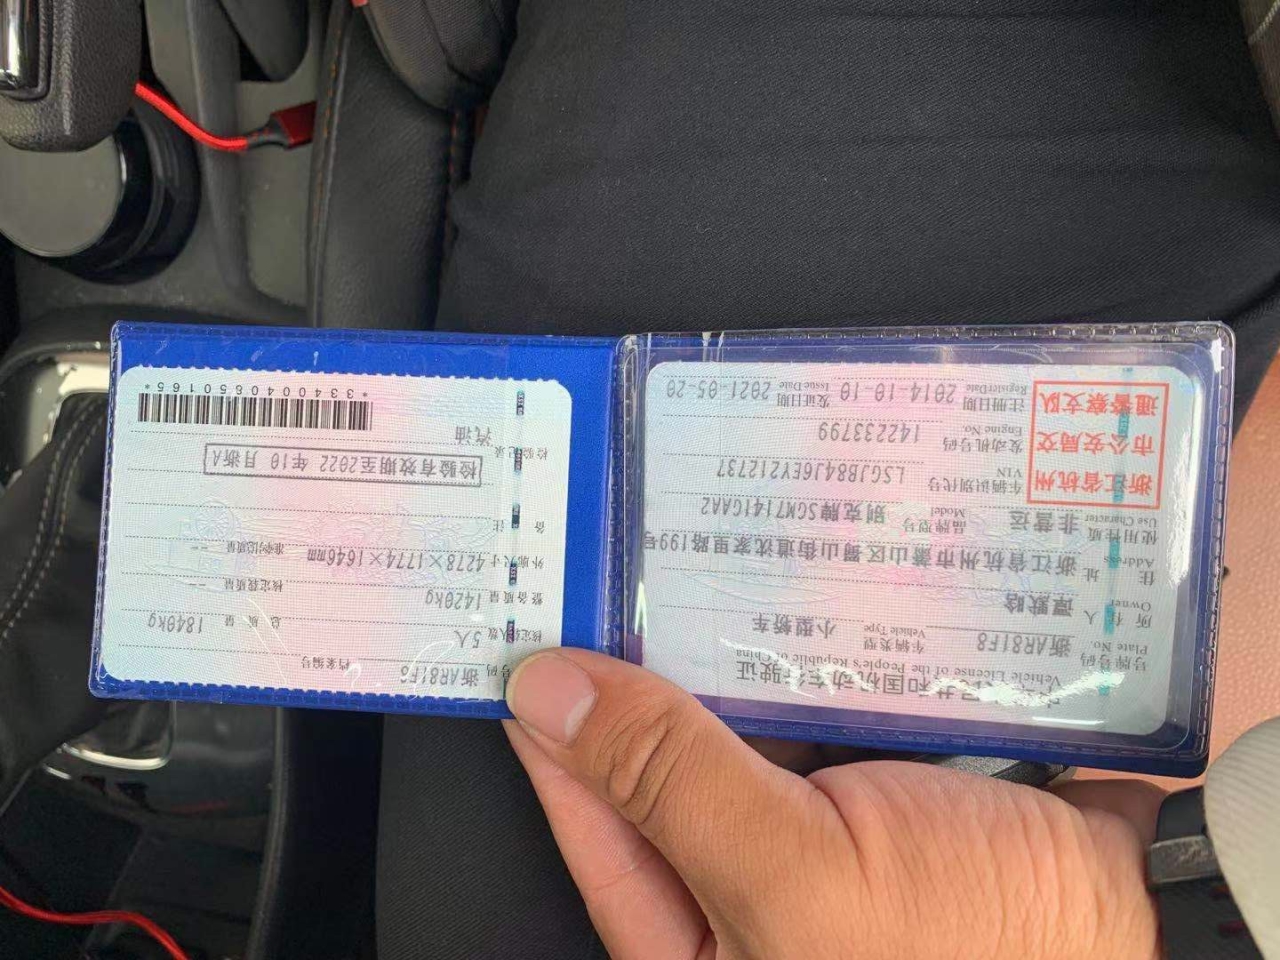 中华人民共和国机动车行驶证
Vehicle License of the People's Republic of China
号牌号码 浙AR81F8 车辆类型 小型轿车
Plate No. Vehicle Type
所有人 覃默晗
Owner
住址 浙江省杭州市萧山区蜀山街道沈家里路199号
Address
使用性质 非营运 品牌型号 别克牌SGM7141GAA2
Use Character Model
浙江省杭州
市公安局交
通警察支队
车辆识别代号 LSGJB84J6EY212737
VIN
发动机号码 142233799
Engine No.
注册日期 2014-10-10 发证日期 2021-05-20
Register Date Issue Date
号码 浙AR81F8 档案编号
核定载人数 5人 总质量 1840kg
整备质量 1420kg 核定载质量 --
外廓尺寸 4278×1774×1646mm 准牵引总质量 --
备注
检验有效期至2022年10月浙A
检验记录
汽油
*3340040850165*